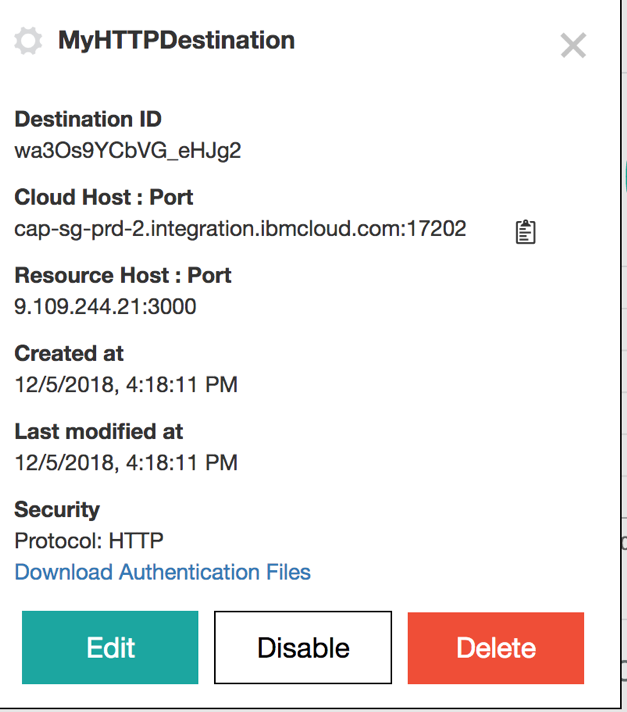 MyHTTPDestination
Destination ID
wa3Os9YCbVG_eHJg2
Cloud Host : Port
cap-sg-prd-2.integration.ibmcloud.com:17202
Resource Host : Port
9.109.244.21:3000
Created at
12/5/2018, 4:18:11 PM
Last modified at
12/5/2018, 4:18:11 PM
Security
Protocol: HTTP
Download Authentication Files
Edit Disable Delete